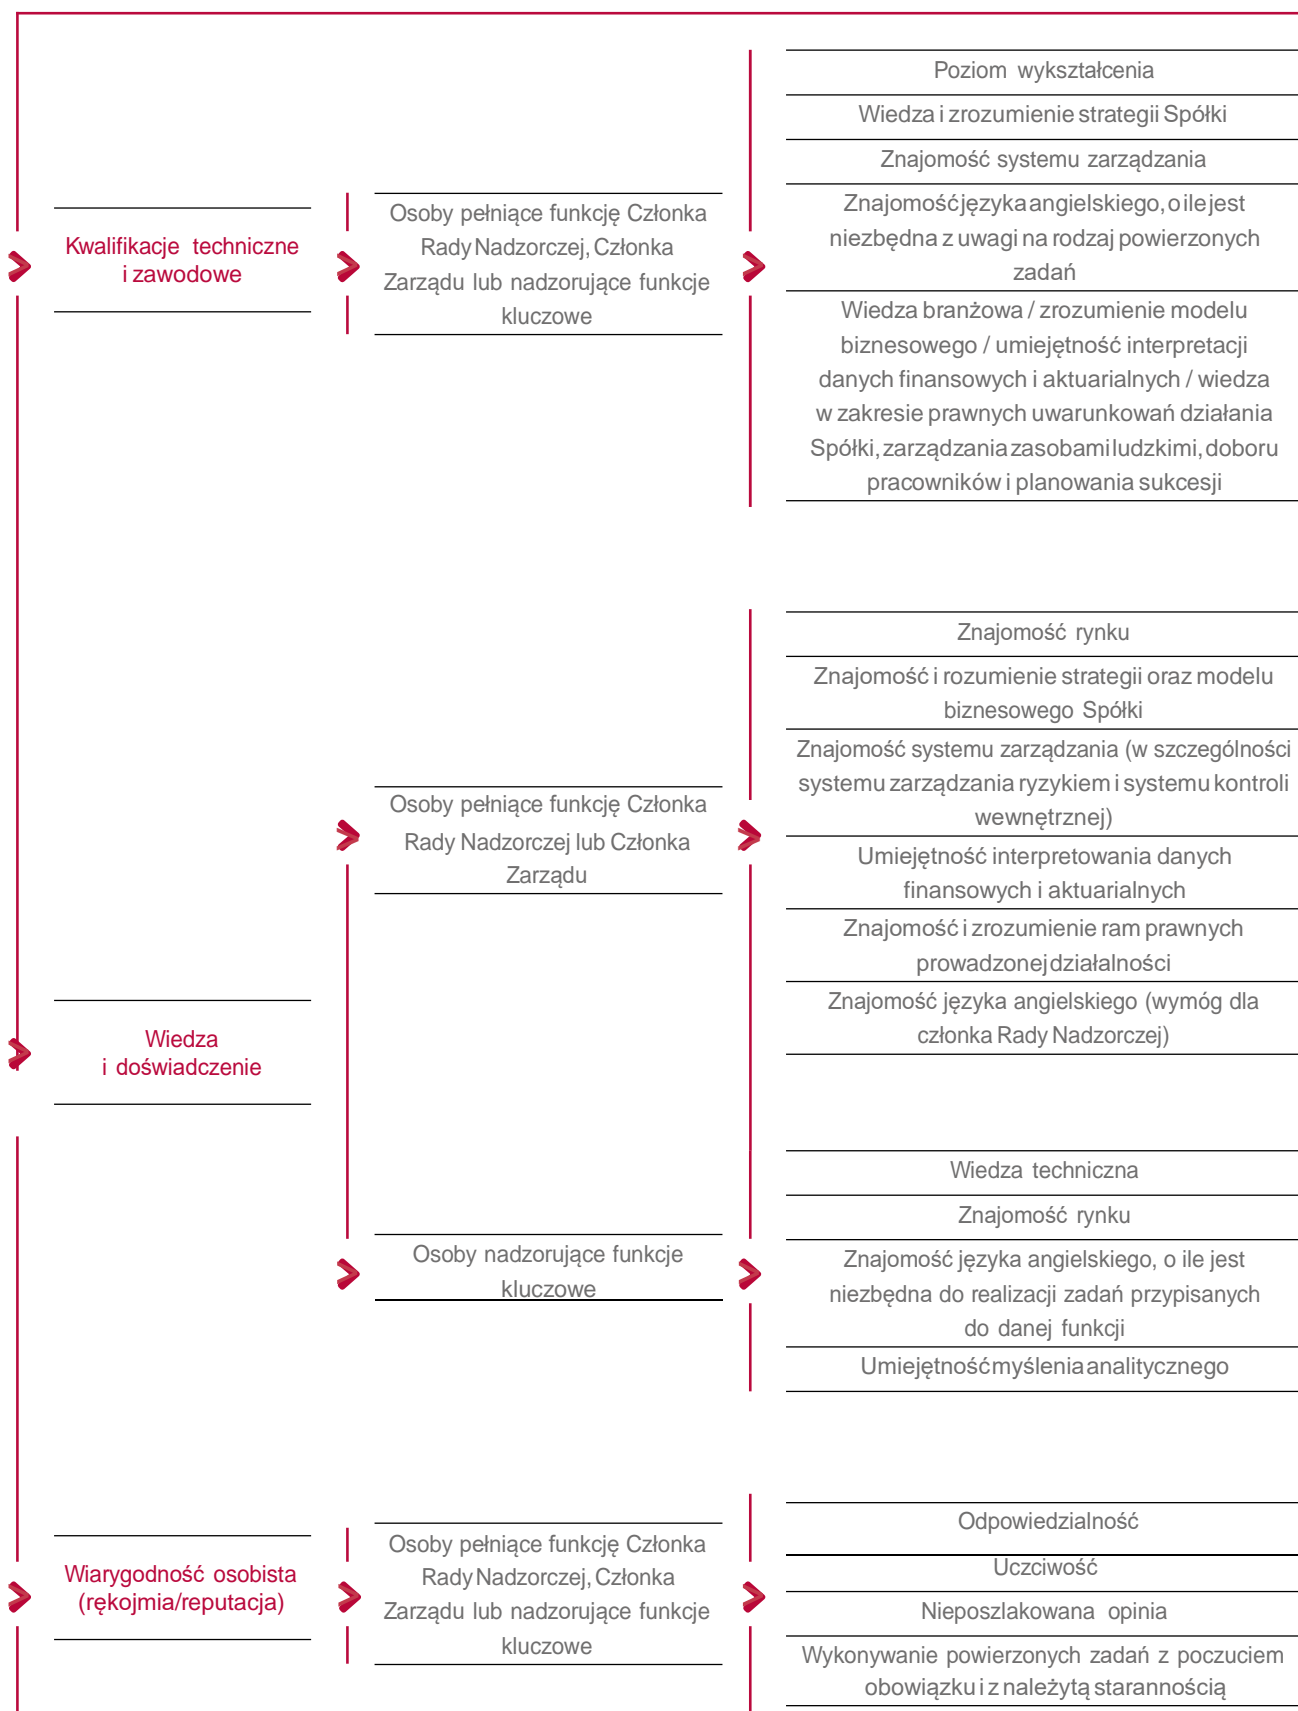 Kwalifikacje techniczne
i zawodowe
Osoby pełniące funkcję Członka
Rady Nadzorczej, Członka
Zarządu lub nadzorujące funkcje
kluczowe
Poziom wykształcenia
Wiedza i zrozumienie strategii Spółki
Znajomość systemu zarządzania
Znajomość języka angielskiego, o ile jest
niezbędna z uwagi na rodzaj powierzonych
zadań
Wiedza branżowa / zrozumienie modelu
biznesowego / umiejętność interpretacji
danych finansowych i aktuarialnych / wiedza
w zakresie prawnych uwarunkowań działania
Spółki, zarządzania zasobami ludzkimi, doboru
pracowników i planowania sukcesji
Wiedza
i doświadczenie
Osoby pełniące funkcję Członka
Rady Nadzorczej lub Członka
Zarządu
Znajomość rynku
Znajomość i rozumienie strategii oraz modelu
biznesowego Spółki
Znajomość systemu zarządzania (w szczególności
systemu zarządzania ryzykiem i systemu kontroli
wewnętrznej)
Umiejętność interpretowania danych
finansowych i aktuarialnych
Znajomość i zrozumienie ram prawnych
prowadzonej działalności
Znajomość języka angielskiego (wymóg dla
członka Rady Nadzorczej)
Osoby nadzorujące funkcje
kluczowe
Wiedza techniczna
Znajomość rynku
Znajomość języka angielskiego, o ile jest
niezbędna do realizacji zadań przypisanych
do danej funkcji
Umiejętność myślenia analitycznego
Wiarygodność osobista
(rękojmia/reputacja)
Osoby pełniące funkcję Członka
Rady Nadzorczej, Członka
Zarządu lub nadzorujące funkcje
kluczowe
Odpowiedzialność
Uczciwość
Nieposzlakowana opinia
Wykonywanie powierzonych zadań z poczuciem
obowiązku i z należytą starannością